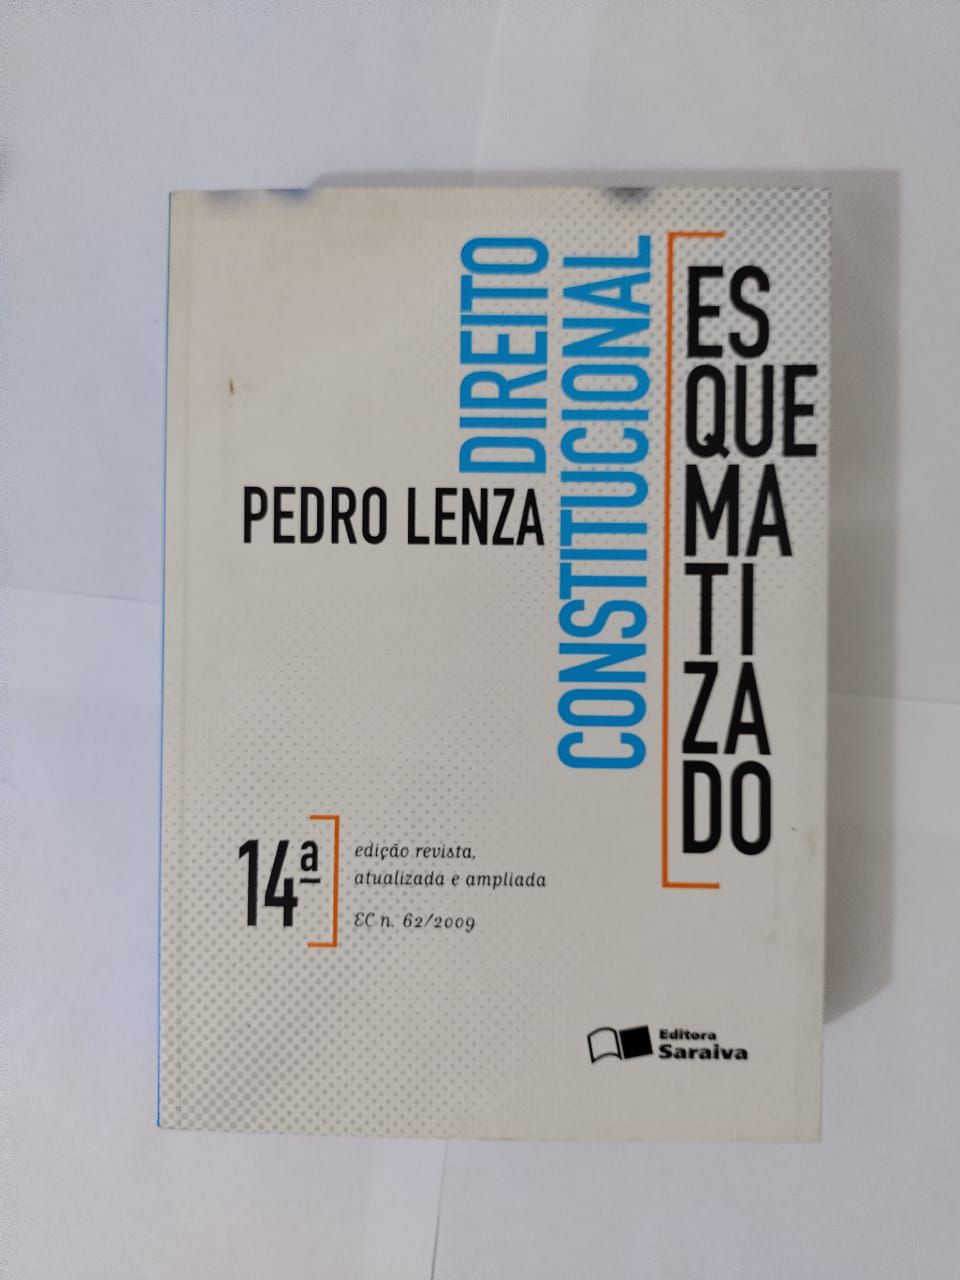 DIREITO
CONSTITUCIONAL
ES
QUE
MA
TI
ZA
DO
PEDRO LENZA
14ª
edição revista,
atualizada e ampliada
EC n. 62/2009
Editora
Saraiva